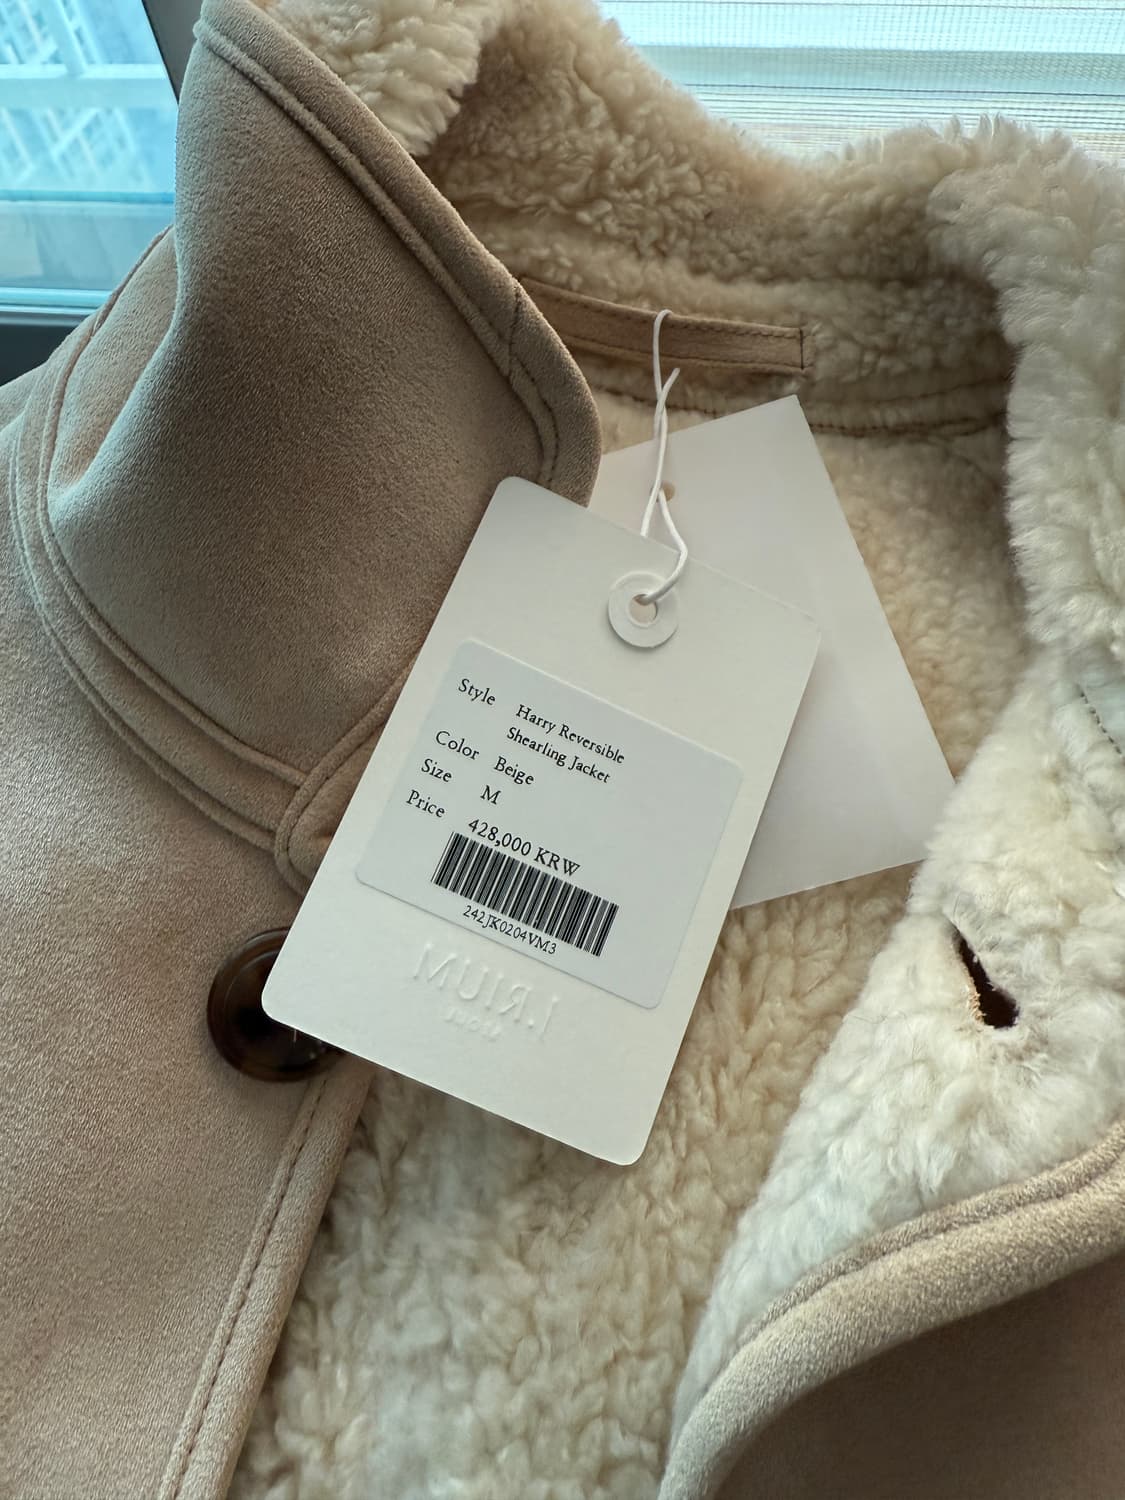 Style Harry Reversible
Shearling Jacket
Color Beige
Size M
Price 428,000 KRW
242JK0204VM3